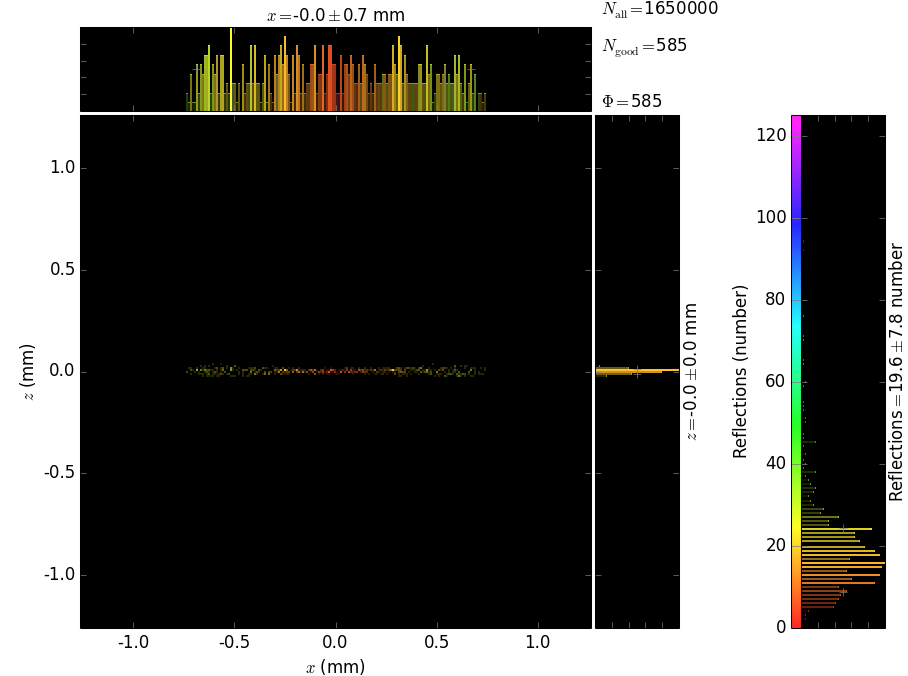 x = -0.0 ± 0.7 mm
N_all = 1650000
N_good = 585
Φ = 585
1.0
0.5
0.0
-0.5
-1.0
z (mm)
-1.0 -0.5 0.0 0.5 1.0
x (mm)
z = -0.0 ± 0.0 mm
120
100
80
60
40
20
0
Reflections (number)
Reflections = 19.6 ± 7.8 number